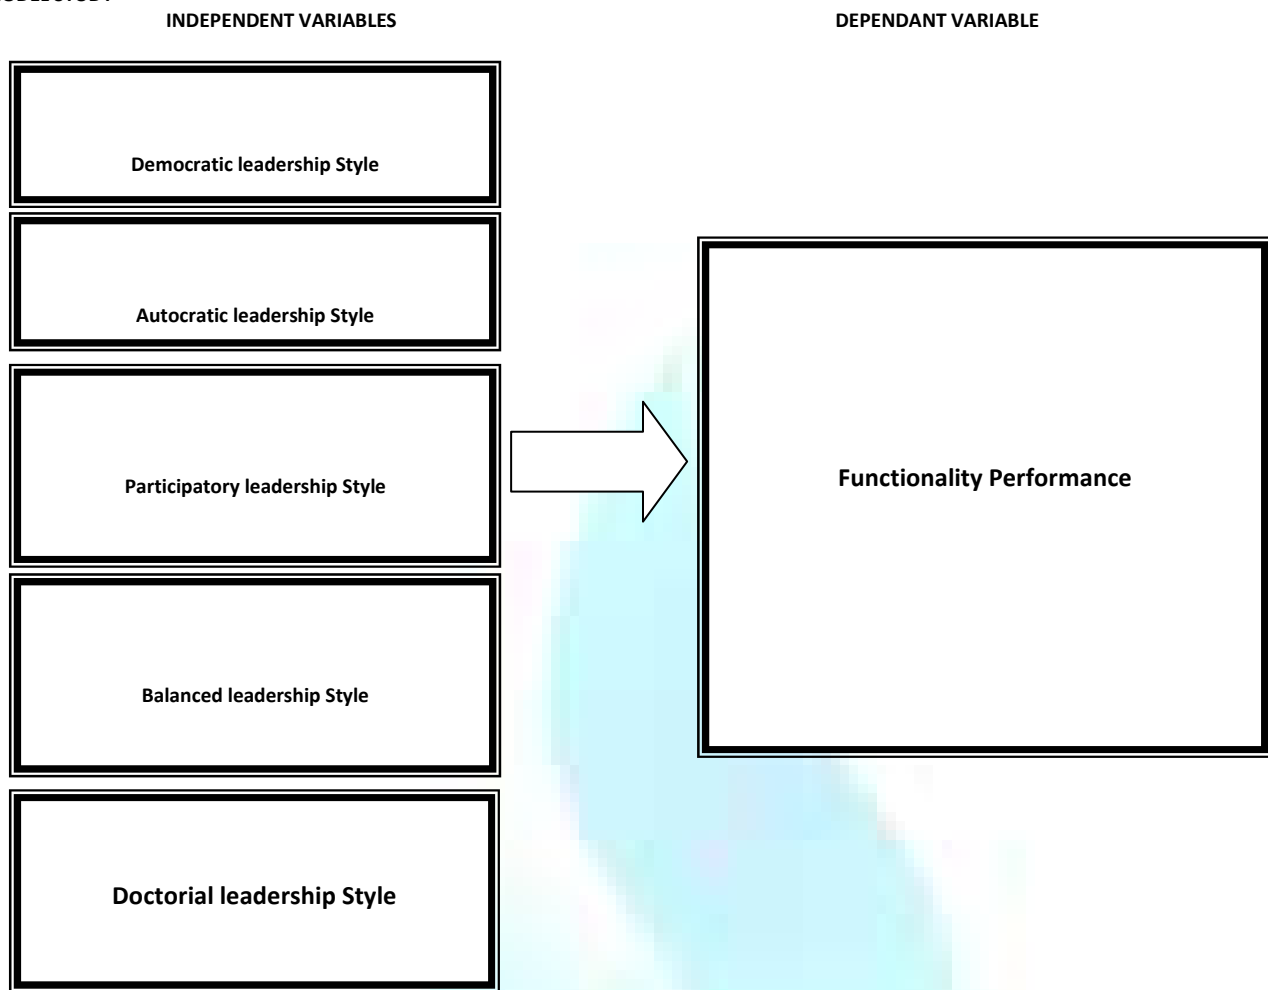 INDEPENDENT VARIABLES
DEPENDANT VARIABLE
Democratic leadership Style
Autocratic leadership Style
Participatory leadership Style
Functionality Performance
Balanced leadership Style
Doctorial leadership Style